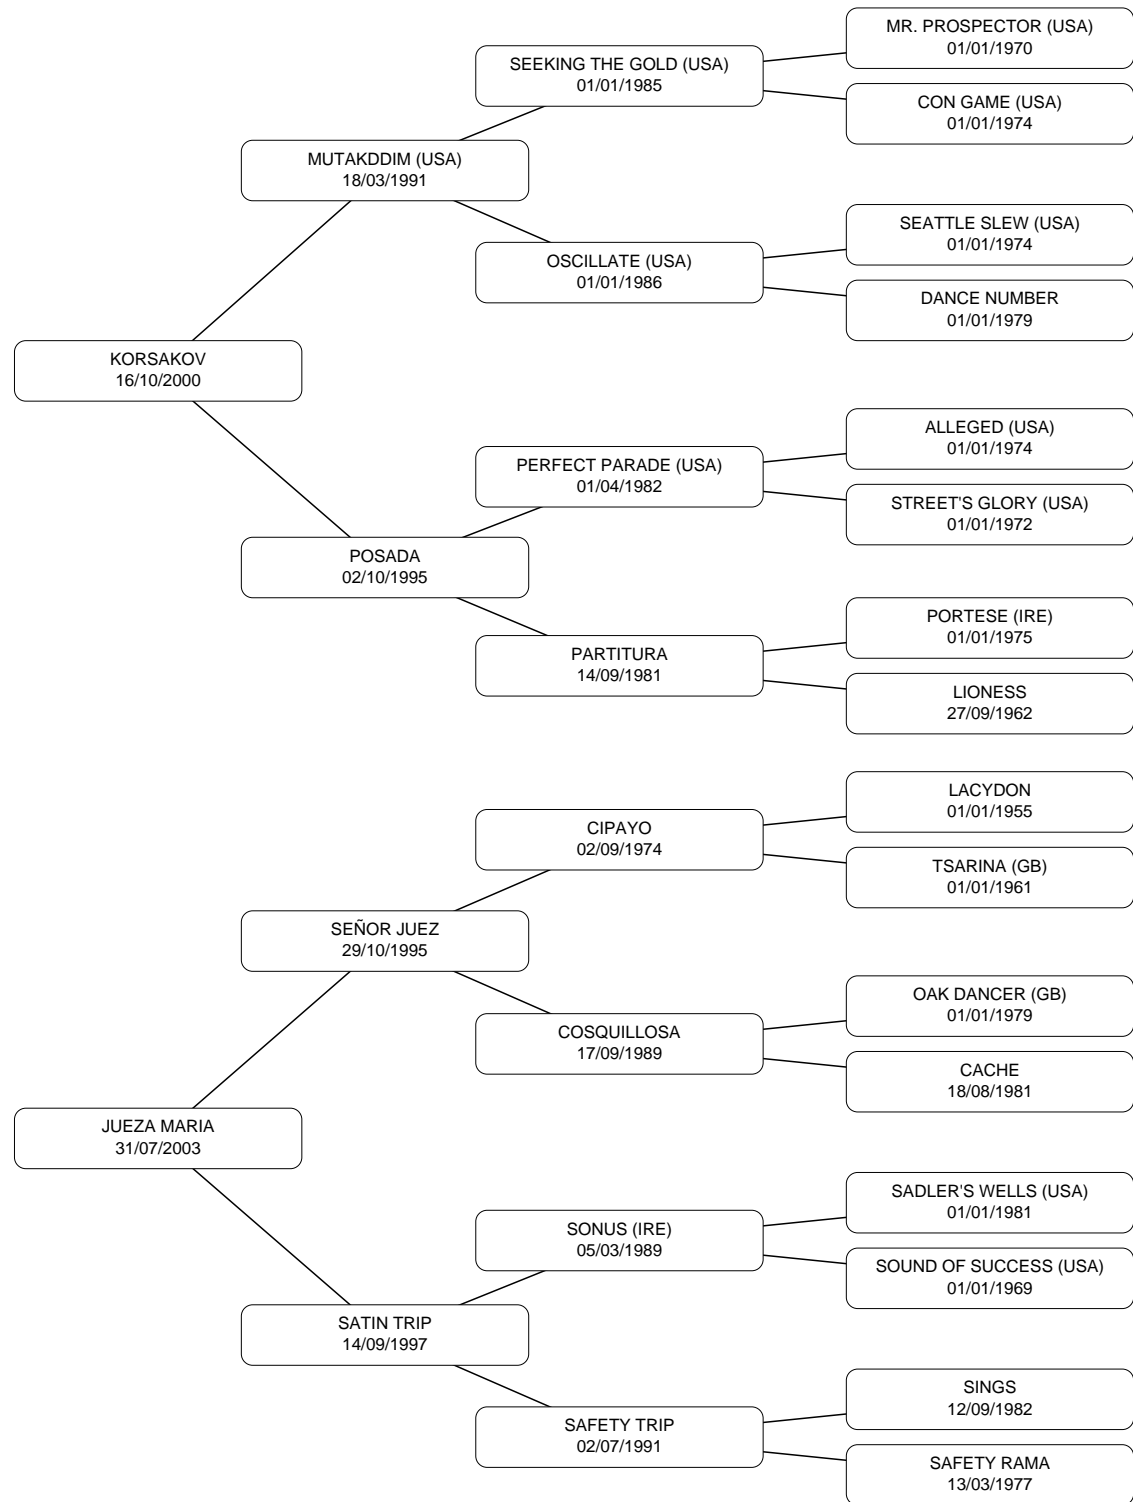 MR. PROSPECTOR (USA)
01/01/1970
SEEKING THE GOLD (USA)
01/01/1985
CON GAME (USA)
01/01/1974
MUTAKDDIM (USA)
18/03/1991
SEATTLE SLEW (USA)
01/01/1974
OSCILLATE (USA)
01/01/1986
DANCE NUMBER
01/01/1979
KORSAKOV
16/10/2000
ALLEGED (USA)
01/01/1974
PERFECT PARADE (USA)
01/04/1982
STREET'S GLORY (USA)
01/01/1972
POSADA
02/10/1995
PORTESE (IRE)
01/01/1975
PARTITURA
14/09/1981
LIONESS
27/09/1962
LACYDON
01/01/1955
CIPAYO
02/09/1974
TSARINA (GB)
01/01/1961
SEÑOR JUEZ
29/10/1995
OAK DANCER (GB)
01/01/1979
COSQUILLOSA
17/09/1989
CACHE
18/08/1981
JUEZA MARIA
31/07/2003
SADLER'S WELLS (USA)
01/01/1981
SONUS (IRE)
05/03/1989
SOUND OF SUCCESS (USA)
01/01/1969
SATIN TRIP
14/09/1997
SINGS
12/09/1982
SAFETY TRIP
02/07/1991
SAFETY RAMA
13/03/1977